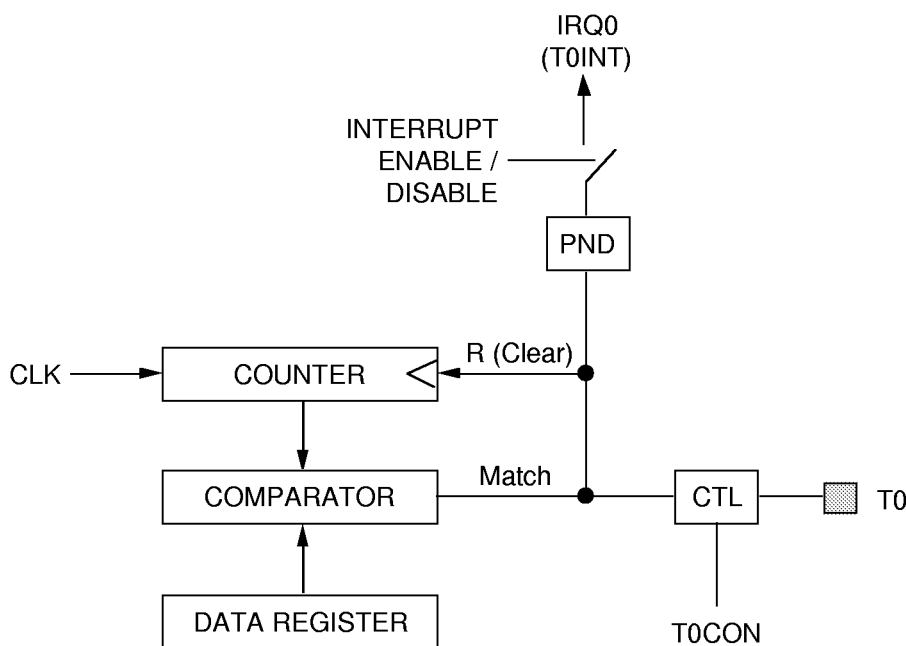 IRQ0
(T0INT)
INTERRUPT
ENABLE /
DISABLE
PND
R (Clear)
CLK
COUNTER
Match
COMPARATOR
CTL
T0
DATA REGISTER
T0CON